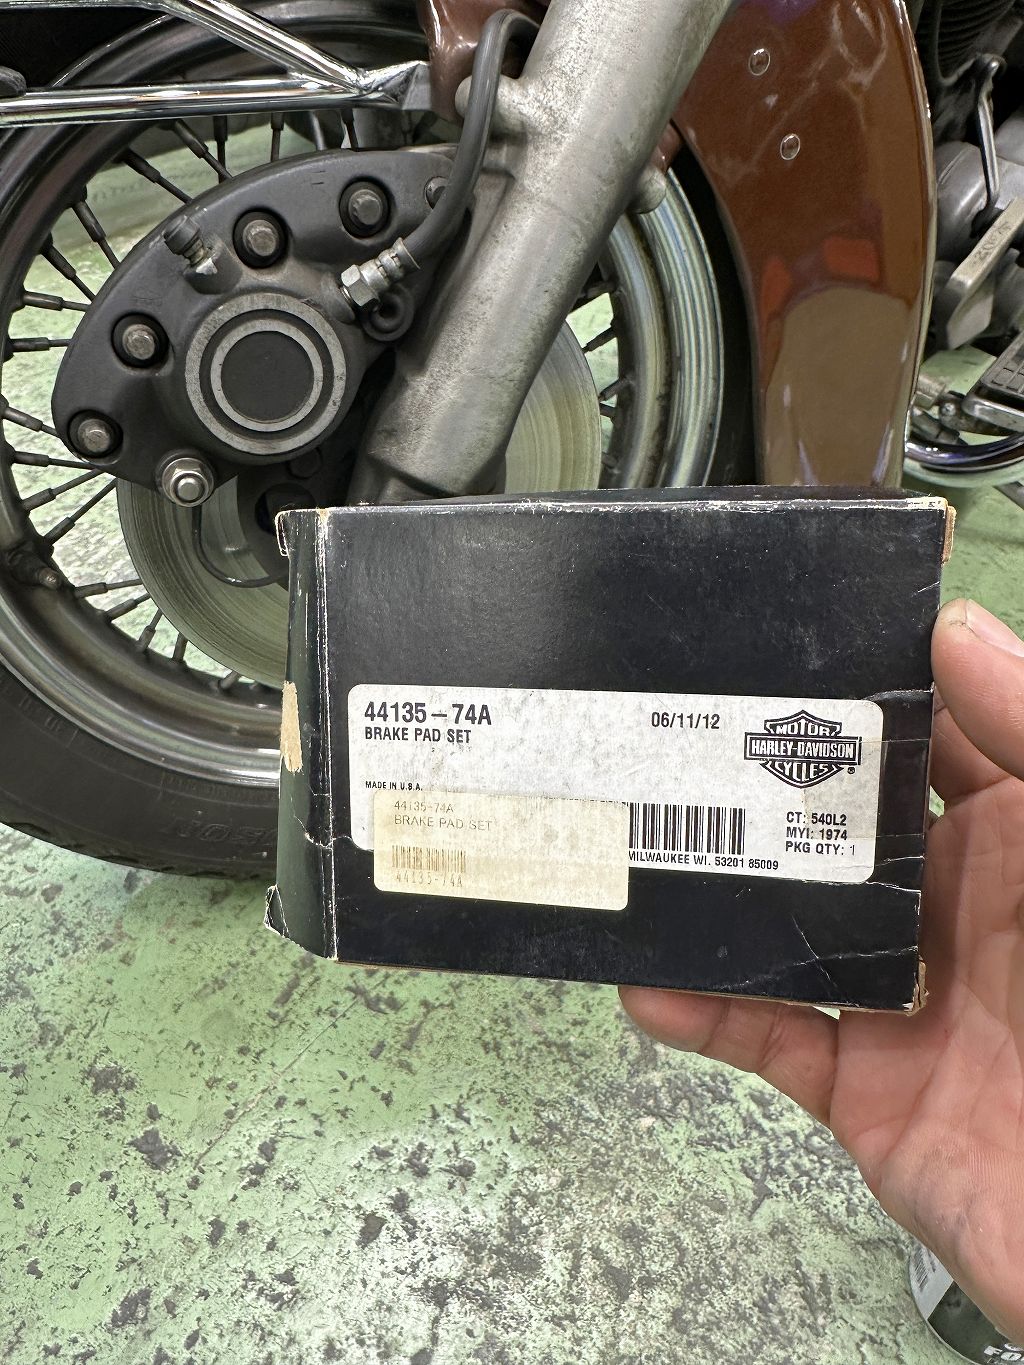 44135-74A
BRAKE PAD SET
06/11/12
MOTOR
HARLEY-DAVIDSON
CYCLES
®
MADE IN U.S.A.
44135-74A
BRAKE PAD SET
44135-74A
CT: 540L2
MYI: 1974
PKG QTY: 1
MILWAUKEE WI. 53201 85009